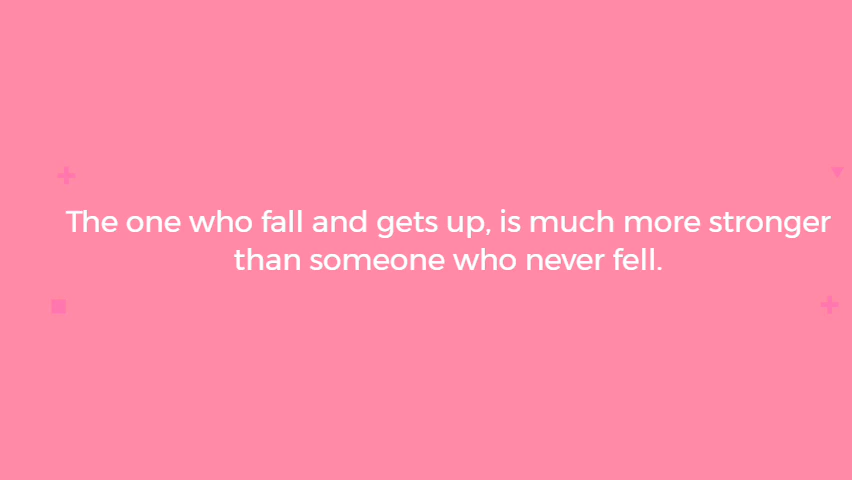 The one who fall and gets up, is much more stronger
than someone who never fell.